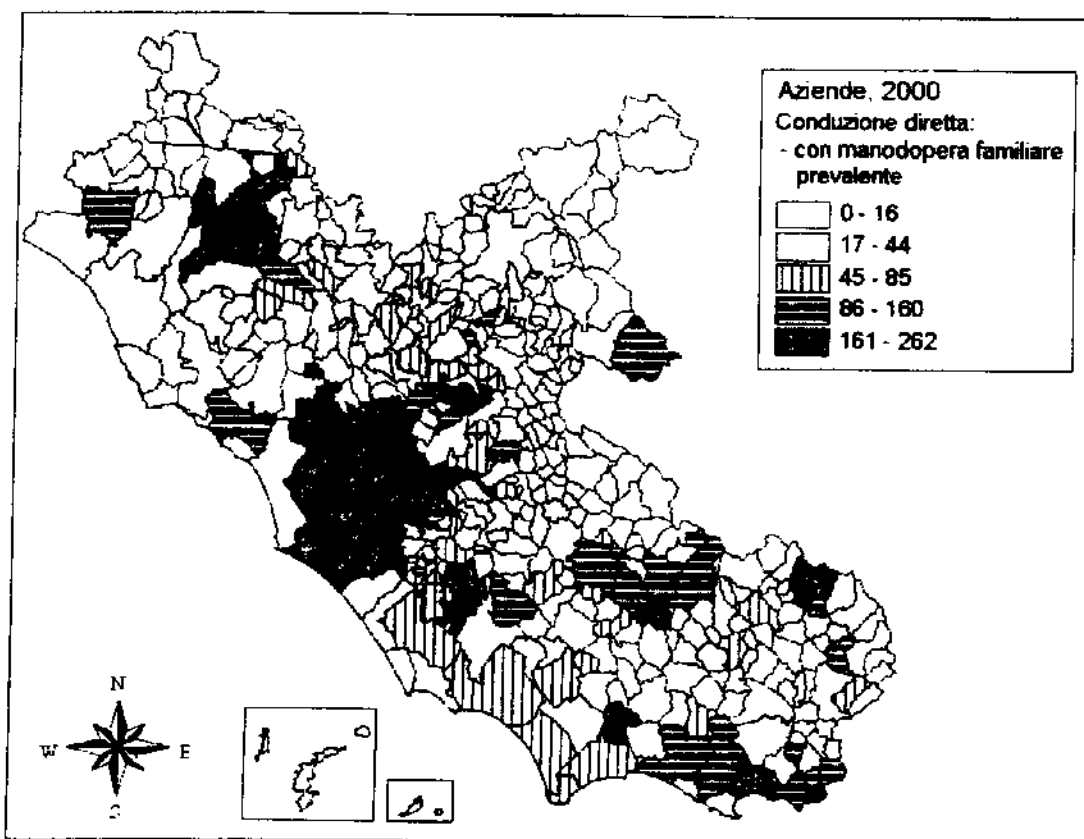 Aziende, 2000
Conduzione diretta:
- con manodopera familiare
prevalente
0 - 16
17 - 44
45 - 85
86 - 160
161 - 262
N
W E
S